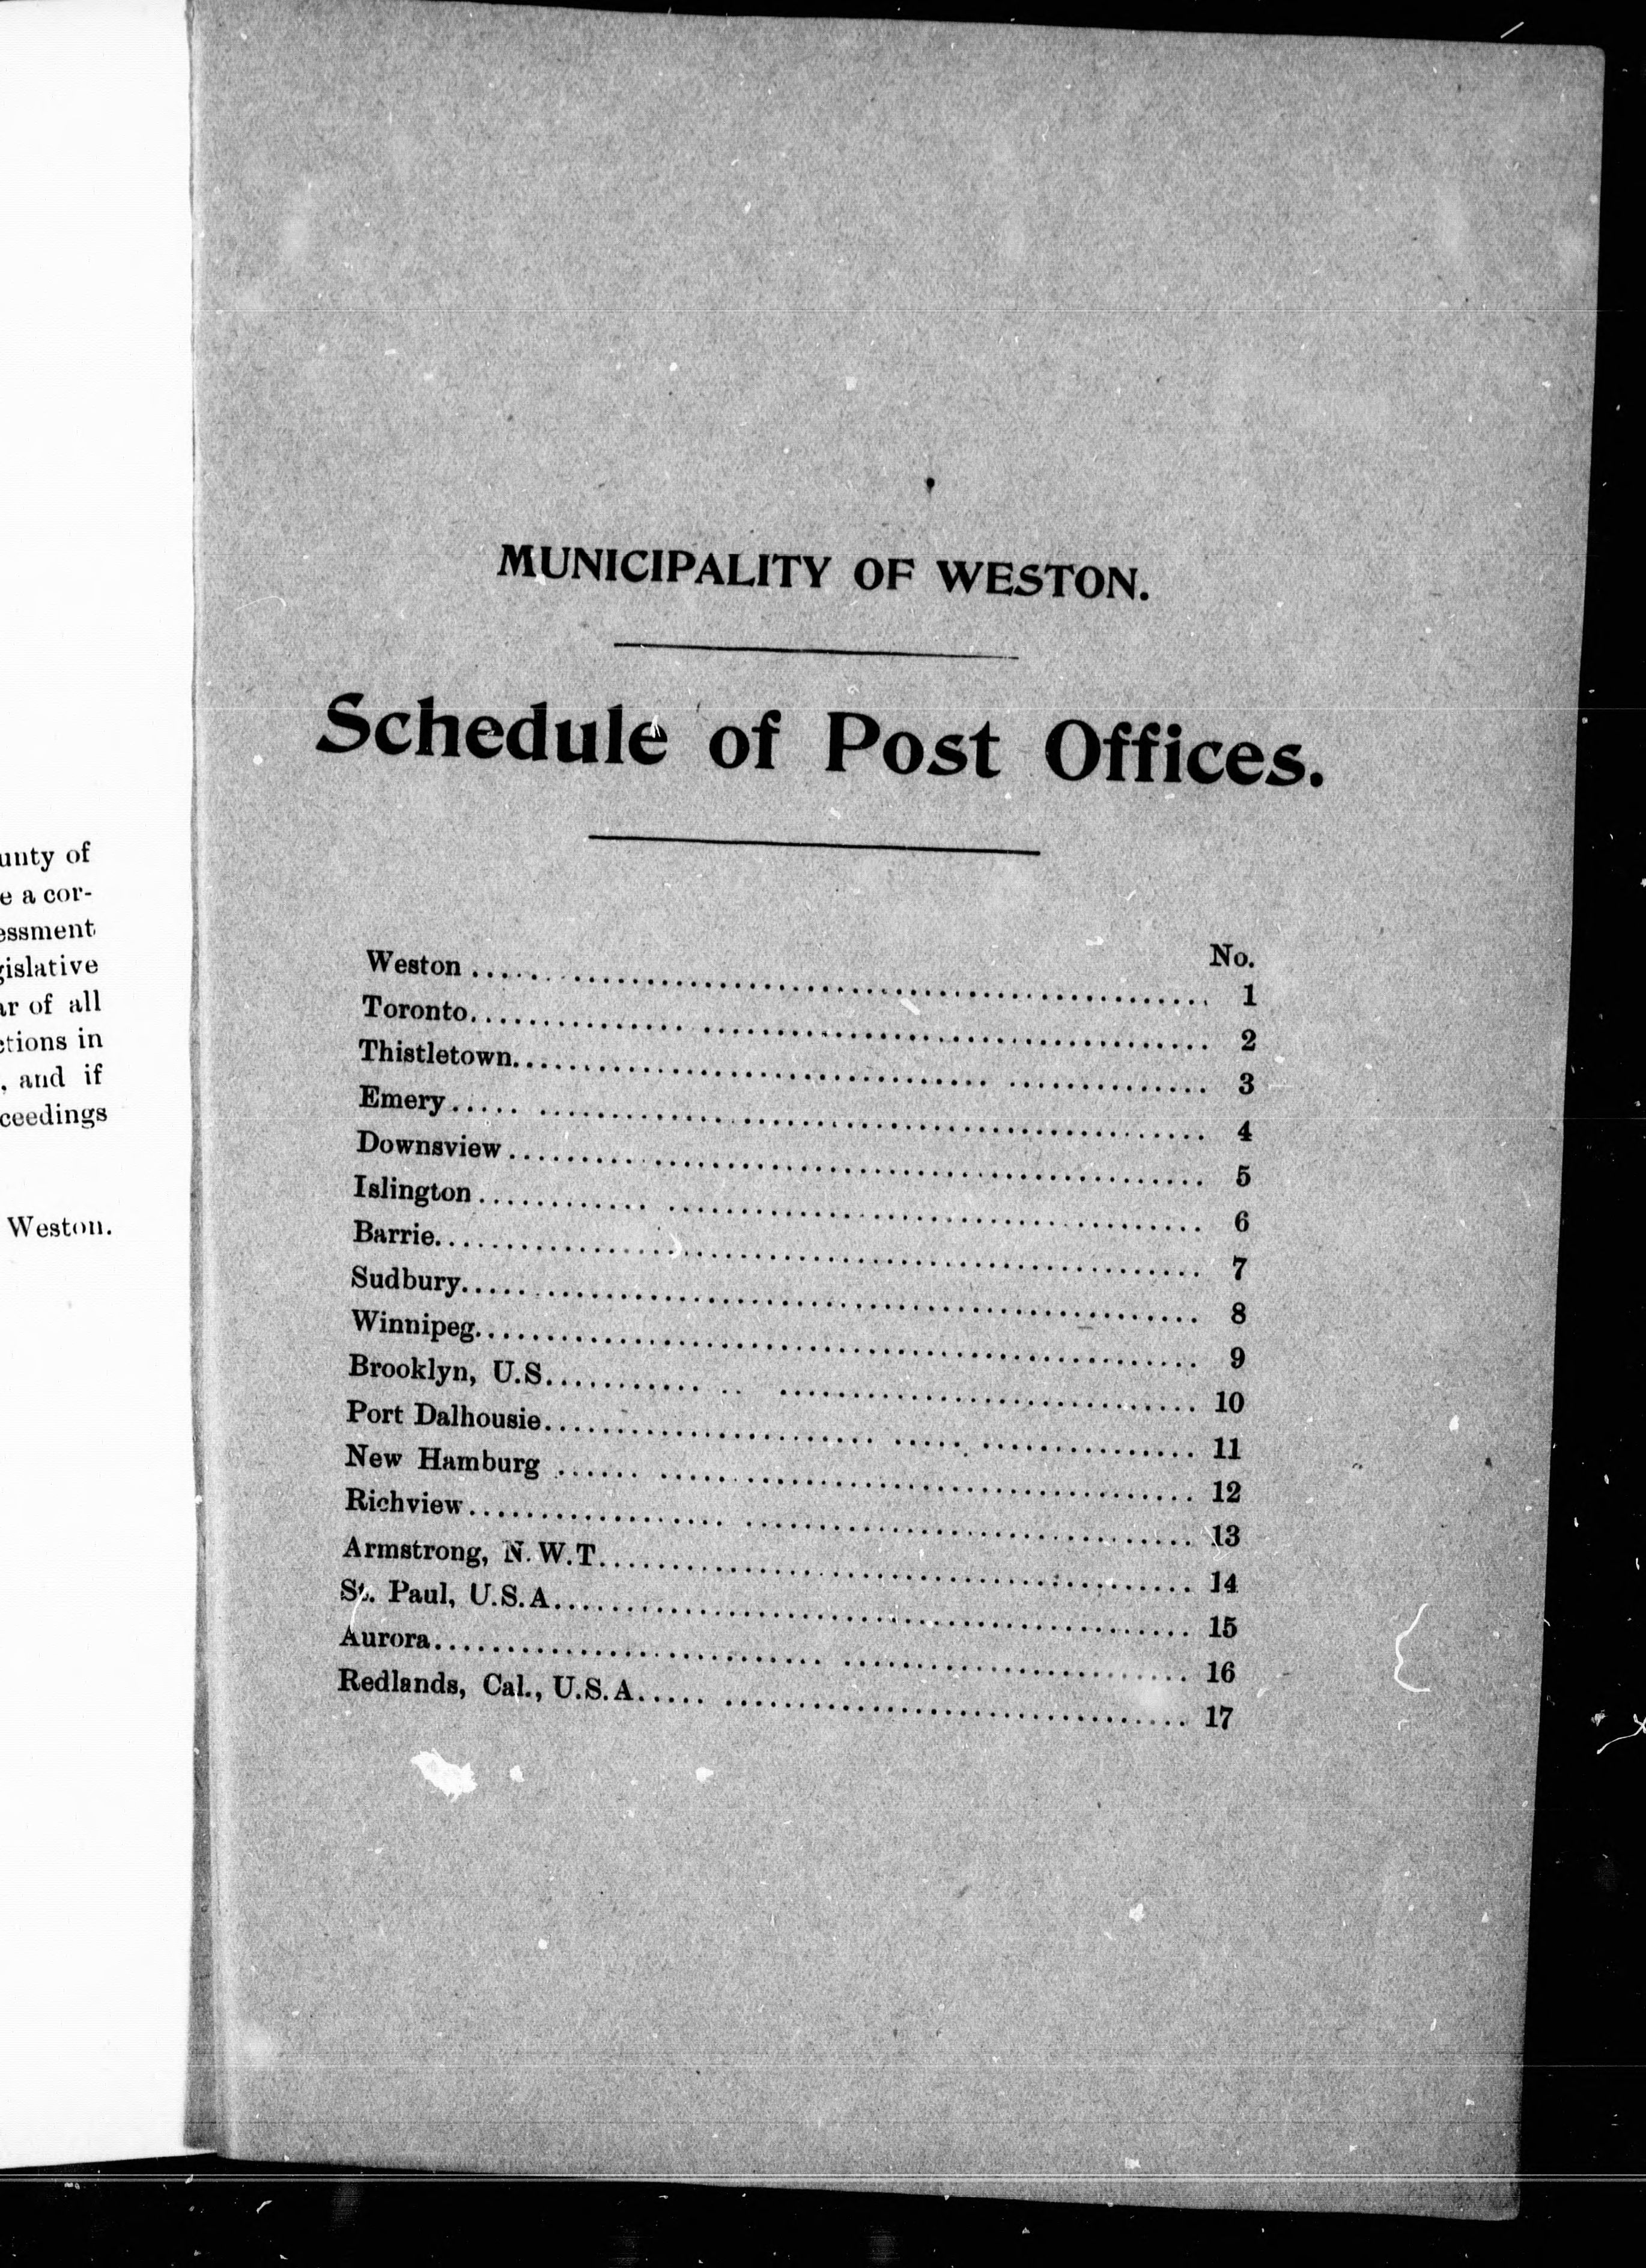 unty of
e a cor-
essment
gislative
ar of all
ctions in
, and if
ceedings
Weston.
MUNICIPALITY OF WESTON.
Schedule of Post Offices.
No.
Weston ........ 1
Toronto........ 2
Thistletown........ 3
Emery........ 4
Downsview........ 5
Islington........ 6
Barrie........ 7
Sudbury........ 8
Winnipeg........ 9
Brooklyn, U.S........ 10
Port Dalhousie........ 11
New Hamburg ........ 12
Richview........ 13
Armstrong, N.W.T........ 14
St. Paul, U.S.A........ 15
Aurora........ 16
Redlands, Cal., U.S.A........ 17